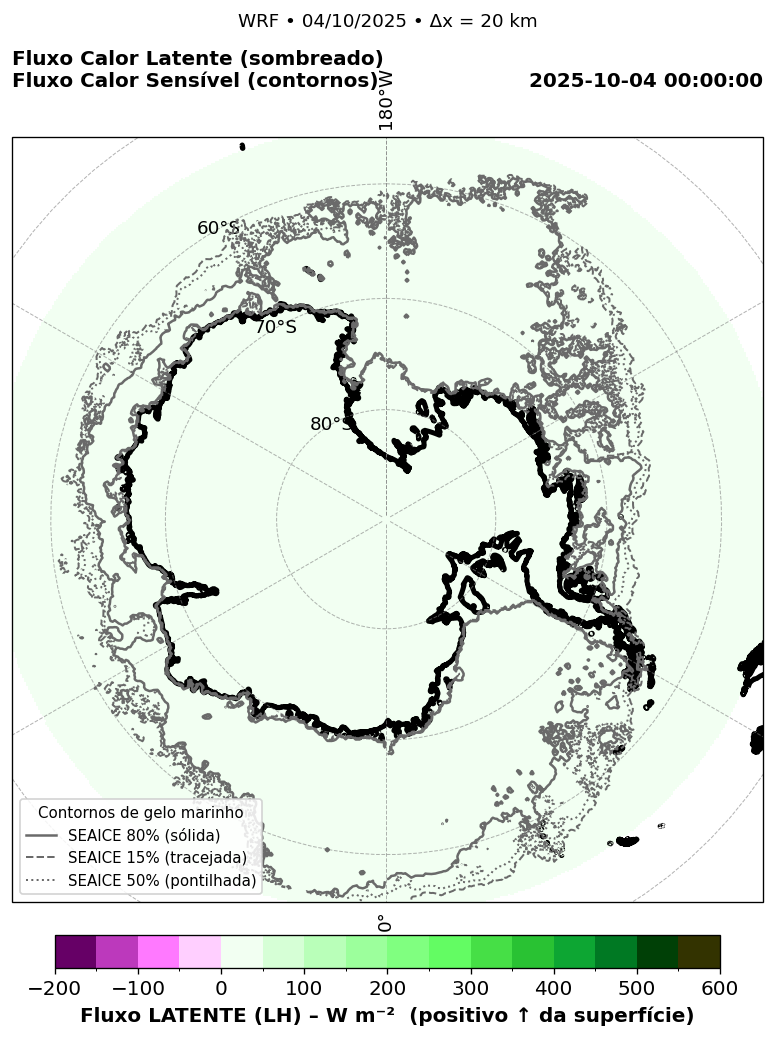 WRF • 04/10/2025 • Δx = 20 km
Fluxo Calor Latente (sombreado)
Fluxo Calor Sensível (contornos)
2025-10-04 00:00:00
180°W
60°S
70°S
80°S
Contornos de gelo marinho
SEAICE 80% (sólida)
SEAICE 15% (tracejada)
SEAICE 50% (pontilhada)
0°
−200 −100 0 100 200 300 400 500 600
Fluxo LATENTE (LH) – W m⁻² (positivo ↑ da superfície)